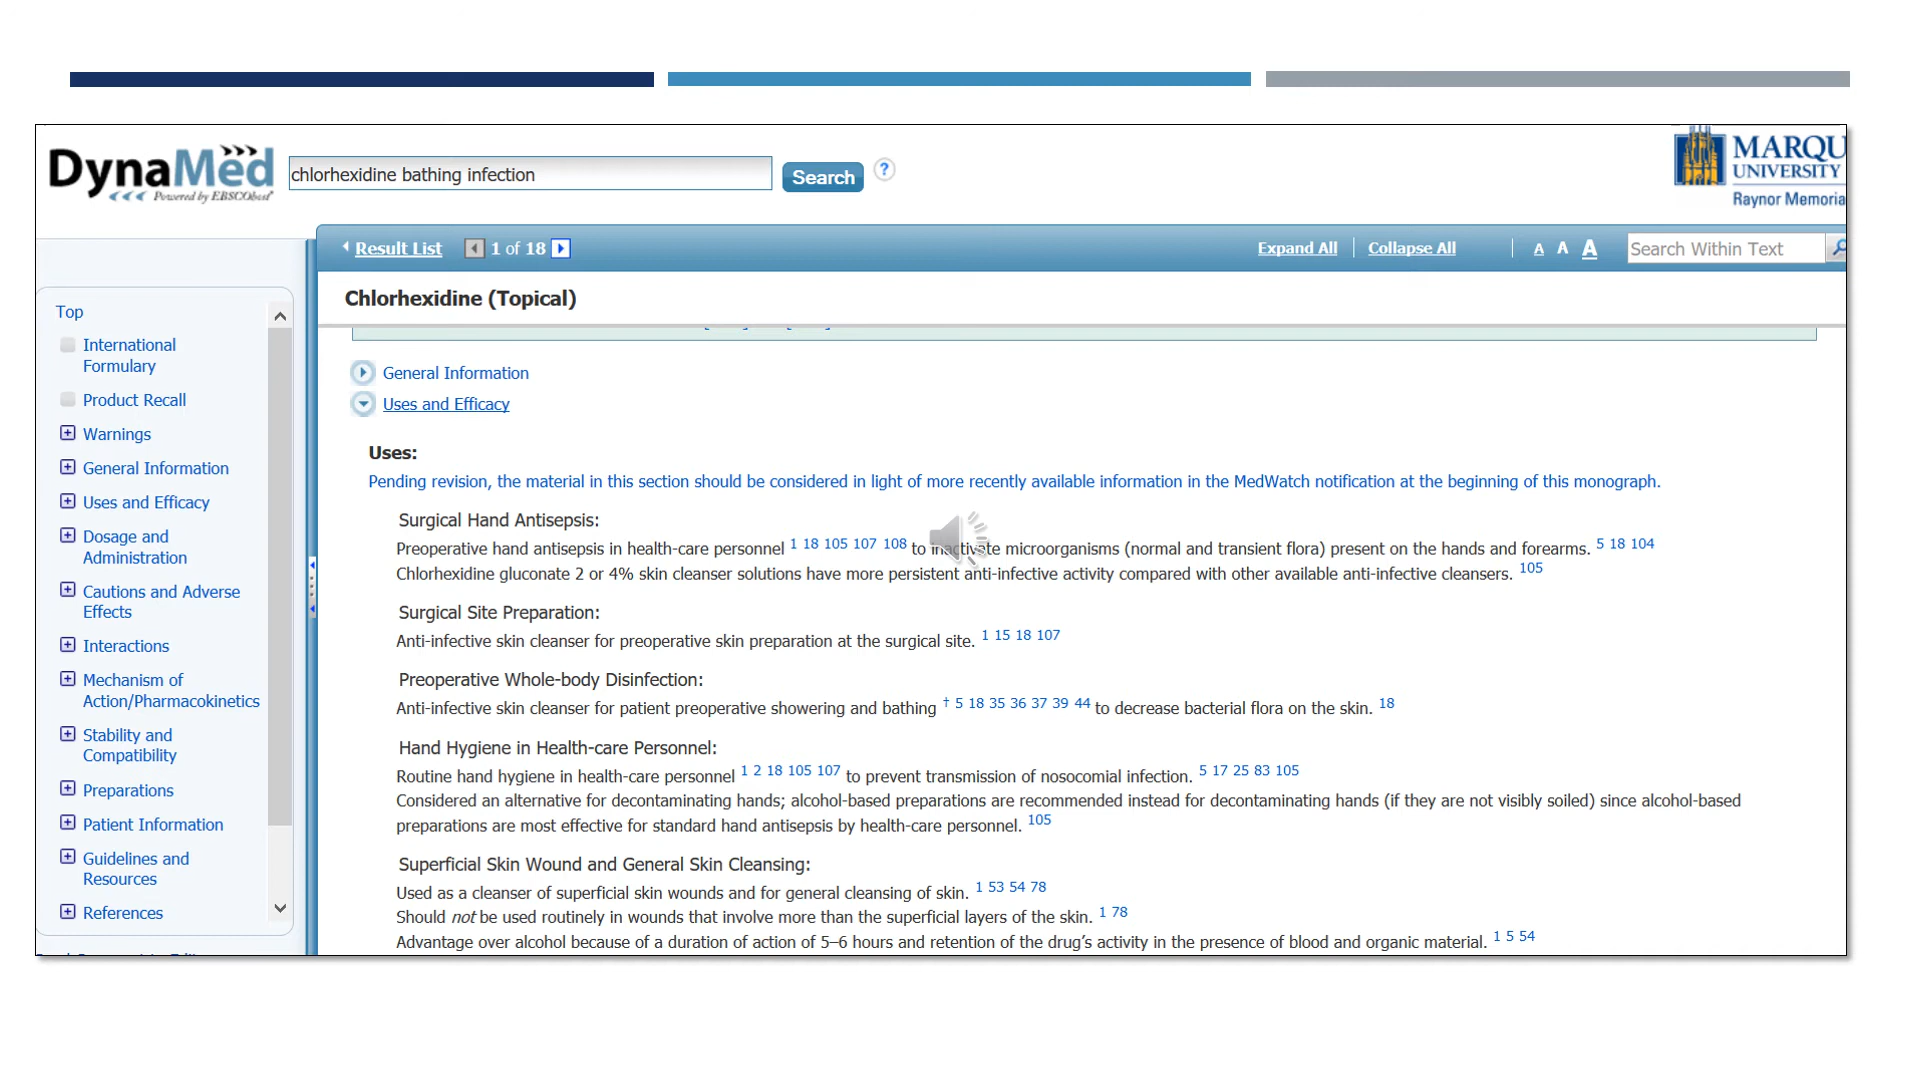 DynaMed
Powered by EBSCOhost
chlorhexidine bathing infection
Search
?
MARQU
UNIVERSITY
Raynor Memoria
Result List
1 of 18
Expand All
Collapse All
A A A
Search Within Text
Chlorhexidine (Topical)
Top
International
Formulary
Product Recall
Warnings
General Information
Uses and Efficacy
Dosage and
Administration
Cautions and Adverse
Effects
Interactions
Mechanism of
Action/Pharmacokinetics
Stability and
Compatibility
Preparations
Patient Information
Guidelines and
Resources
References
General Information
Uses and Efficacy
Uses:
Pending revision, the material in this section should be considered in light of more recently available information in the MedWatch notification at the beginning of this monograph.
Surgical Hand Antisepsis:
Preoperative hand antisepsis in health-care personnel 1 18 105 107 108 to inactivate microorganisms (normal and transient flora) present on the hands and forearms. 5 18 104
Chlorhexidine gluconate 2 or 4% skin cleanser solutions have more persistent anti-infective activity compared with other available anti-infective cleansers. 105
Surgical Site Preparation:
Anti-infective skin cleanser for preoperative skin preparation at the surgical site. 1 15 18 107
Preoperative Whole-body Disinfection:
Anti-infective skin cleanser for patient preoperative showering and bathing † 5 18 35 36 37 39 44 to decrease bacterial flora on the skin. 18
Hand Hygiene in Health-care Personnel:
Routine hand hygiene in health-care personnel 1 2 18 105 107 to prevent transmission of nosocomial infection. 5 17 25 83 105
Considered an alternative for decontaminating hands; alcohol-based preparations are recommended instead for decontaminating hands (if they are not visibly soiled) since alcohol-based
preparations are most effective for standard hand antisepsis by health-care personnel. 105
Superficial Skin Wound and General Skin Cleansing:
Used as a cleanser of superficial skin wounds and for general cleansing of skin. 1 53 54 78
Should not be used routinely in wounds that involve more than the superficial layers of the skin. 1 78
Advantage over alcohol because of a duration of action of 5–6 hours and retention of the drug's activity in the presence of blood and organic material. 1 5 54